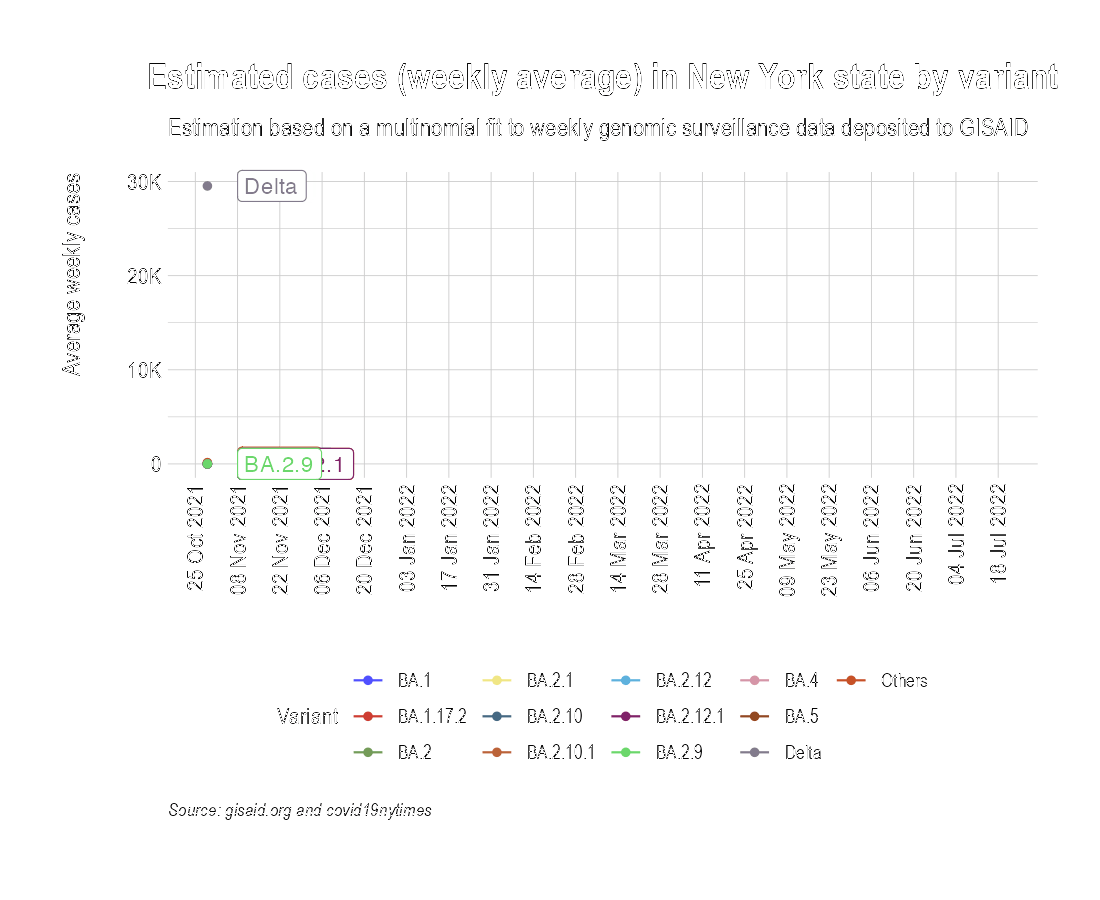 Estimated cases (weekly average) in New York state by variant
Estimation based on a multinomial fit to weekly genomic surveillance data deposited to GISAID
Average weekly cases
30K
20K
10K
0
Delta
BA.2.9
2.1
25 Oct 2021
08 Nov 2021
22 Nov 2021
06 Dec 2021
20 Dec 2021
03 Jan 2022
17 Jan 2022
31 Jan 2022
14 Feb 2022
28 Feb 2022
14 Mar 2022
28 Mar 2022
11 Apr 2022
25 Apr 2022
09 May 2022
23 May 2022
06 Jun 2022
20 Jun 2022
04 Jul 2022
18 Jul 2022
Variant
BA.1 BA.2.1 BA.2.12 BA.4 Others
BA.1.17.2 BA.2.10 BA.2.12.1 BA.5
BA.2 BA.2.10.1 BA.2.9 Delta
Source: gisaid.org and covid19nytimes